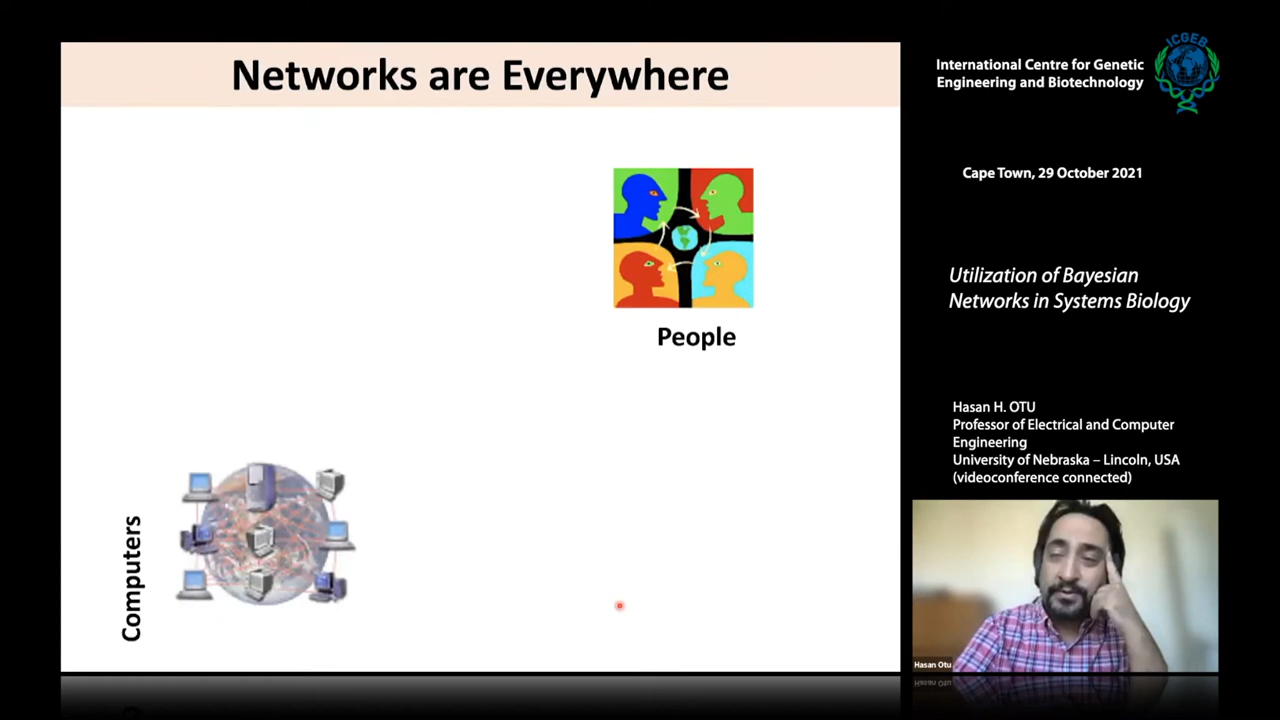 Networks are Everywhere
People
Computers
International Centre for Genetic
Engineering and Biotechnology
ICGEB
Cape Town, 29 October 2021
Utilization of Bayesian
Networks in Systems Biology
Hasan H. OTU
Professor of Electrical and Computer
Engineering
University of Nebraska – Lincoln, USA
(videoconference connected)
Hasan Otu